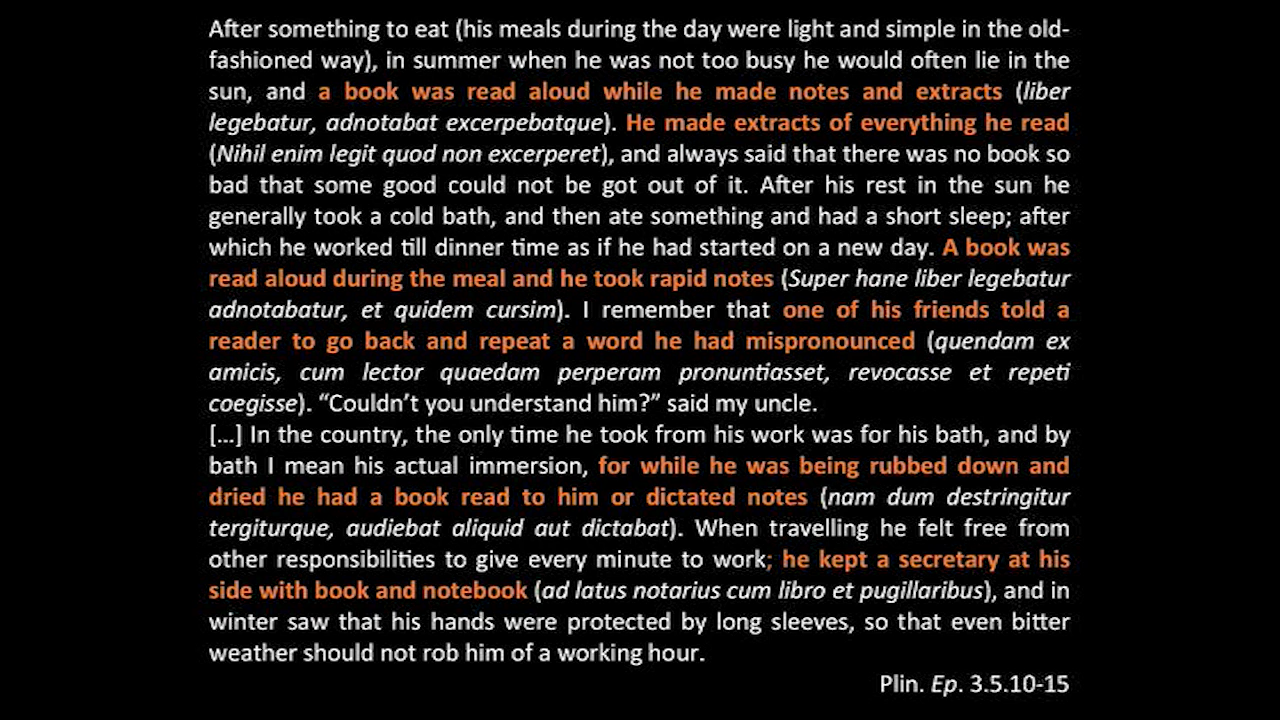 After something to eat (his meals during the day were light and simple in the old-
fashioned way), in summer when he was not too busy he would often lie in the
sun, and a book was read aloud while he made notes and extracts (liber
legebatur, adnotabat excerpebatque). He made extracts of everything he read
(Nihil enim legit quod non excerperet), and always said that there was no book so
bad that some good could not be got out of it. After his rest in the sun he
generally took a cold bath, and then ate something and had a short sleep; after
which he worked till dinner time as if he had started on a new day. A book was
read aloud during the meal and he took rapid notes (Super hane liber legebatur
adnotabatur, et quidem cursim). I remember that one of his friends told a
reader to go back and repeat a word he had mispronounced (quendam ex
amicis, cum lector quaedam perperam pronuntiasset, revocasse et repeti
coegisse). “Couldn’t you understand him?” said my uncle.
[…] In the country, the only time he took from his work was for his bath, and by
bath I mean his actual immersion, for while he was being rubbed down and
dried he had a book read to him or dictated notes (nam dum destringitur
tergiturque, audiebat aliquid aut dictabat). When travelling he felt free from
other responsibilities to give every minute to work; he kept a secretary at his
side with book and notebook (ad latus notarius cum libro et pugillaribus), and in
winter saw that his hands were protected by long sleeves, so that even bitter
weather should not rob him of a working hour.
Plin. Ep. 3.5.10-15